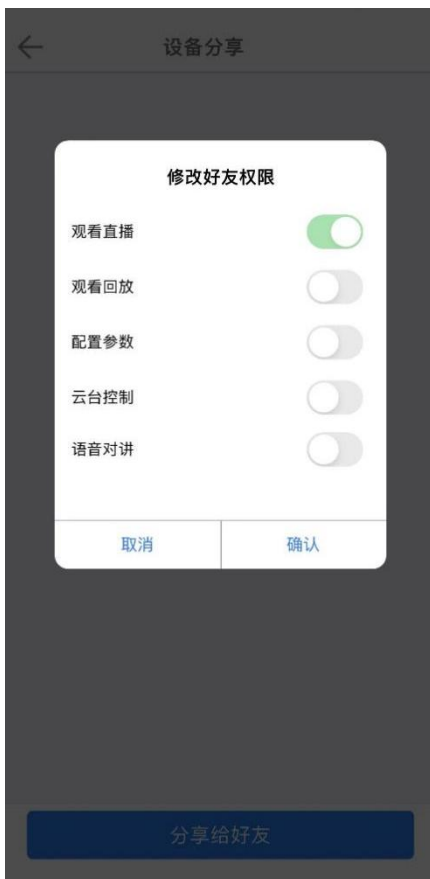 设备分享
修改好友权限
观看直播
观看回放
配置参数
云台控制
语音对讲
取消
确认
分享给好友